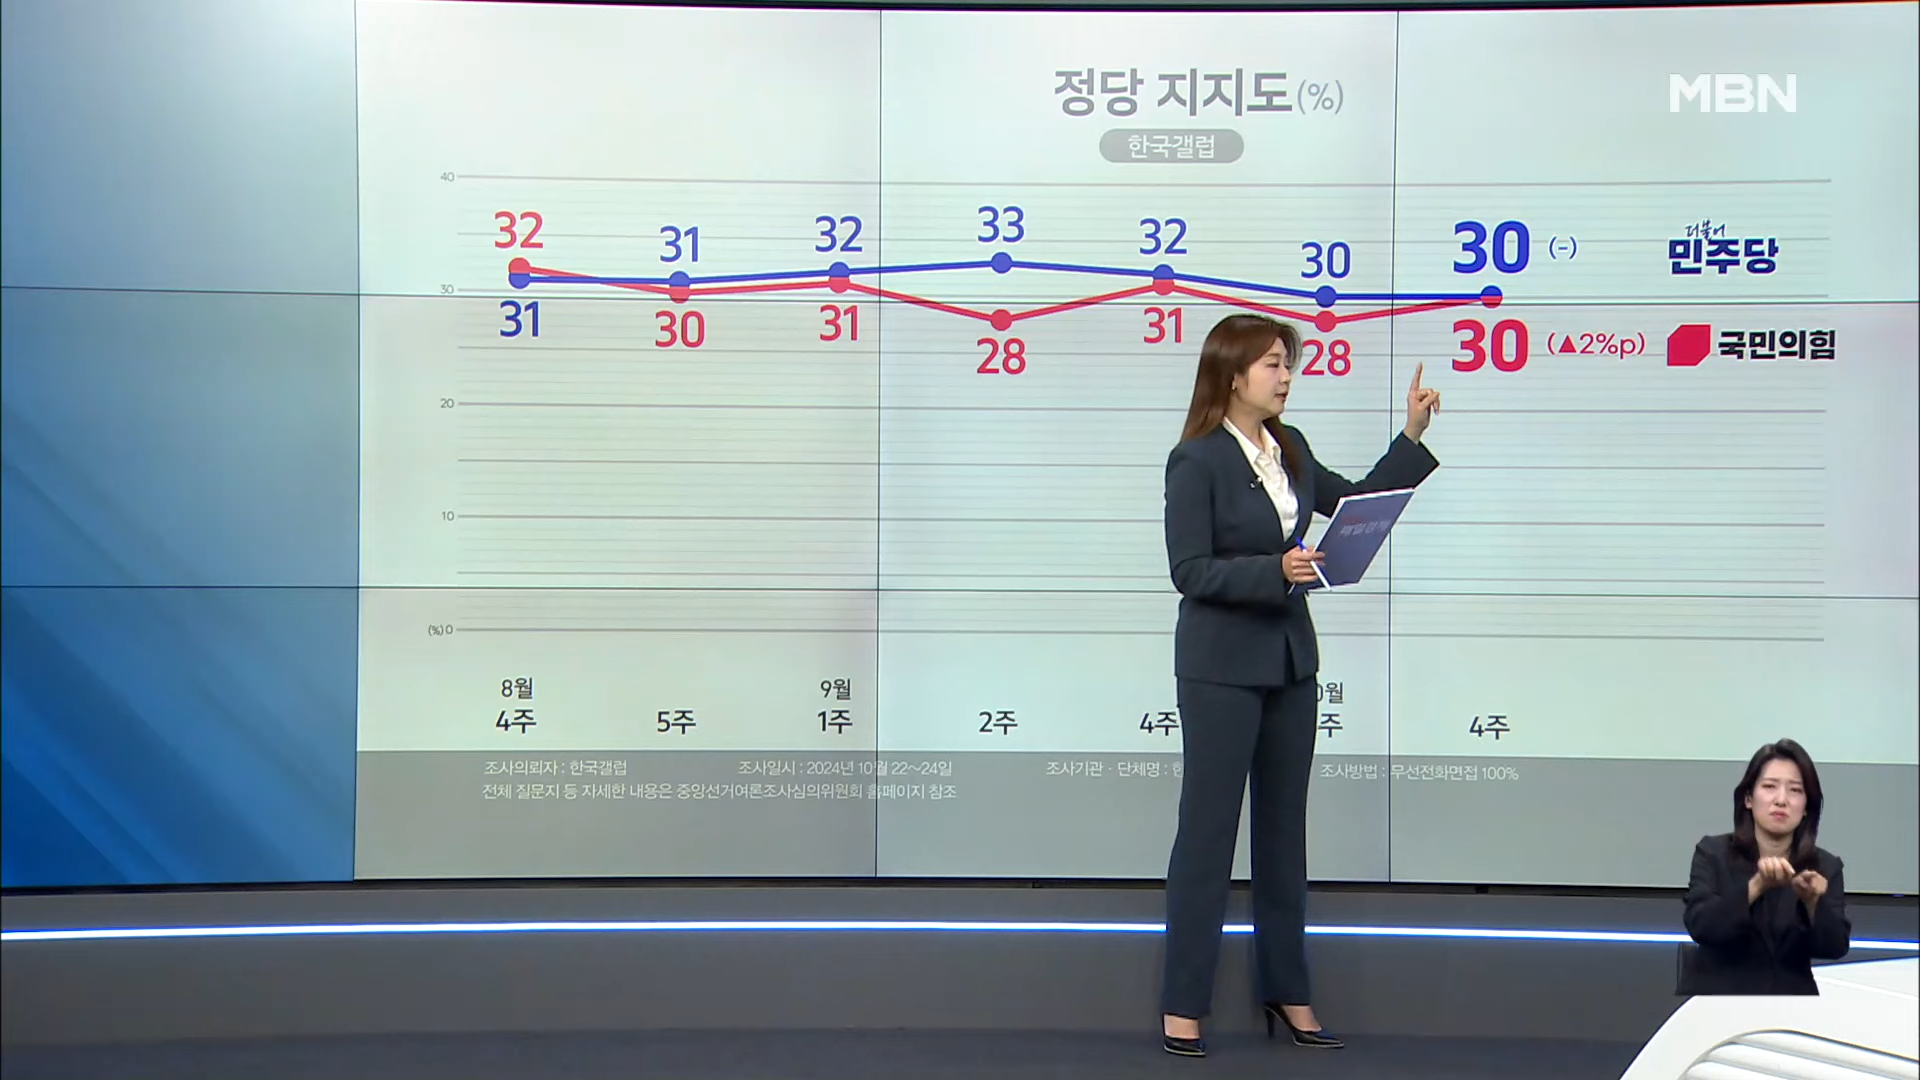 정당 지지도(%)
한국갤럽
MBN
40
32 31 32 33 32 30 30 (-) 더불어 민주당
30
31 30 31 28 31 28 30 (▲2%p) 국민의힘
20
10
(%) 0
8월 9월 월
4주 5주 1주 2주 4주 주 4주
조사의뢰자 : 한국갤럽 조사일시 : 2024년 10월 22~24일 조사기관 · 단체명 : 조사방법 : 무선전화면접 100%
전체 질문지 등 자세한 내용은 중앙선거여론조사심의위원회 홈페이지 참조